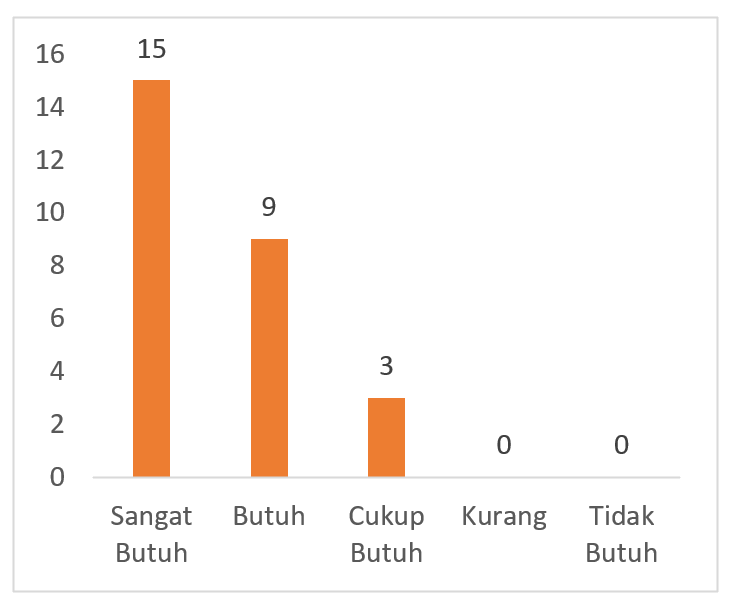 16
14
12
10
8
6
4
2
0
15
9
3
0
0
Sangat
Butuh
Butuh
Cukup
Butuh
Kurang
Tidak
Butuh